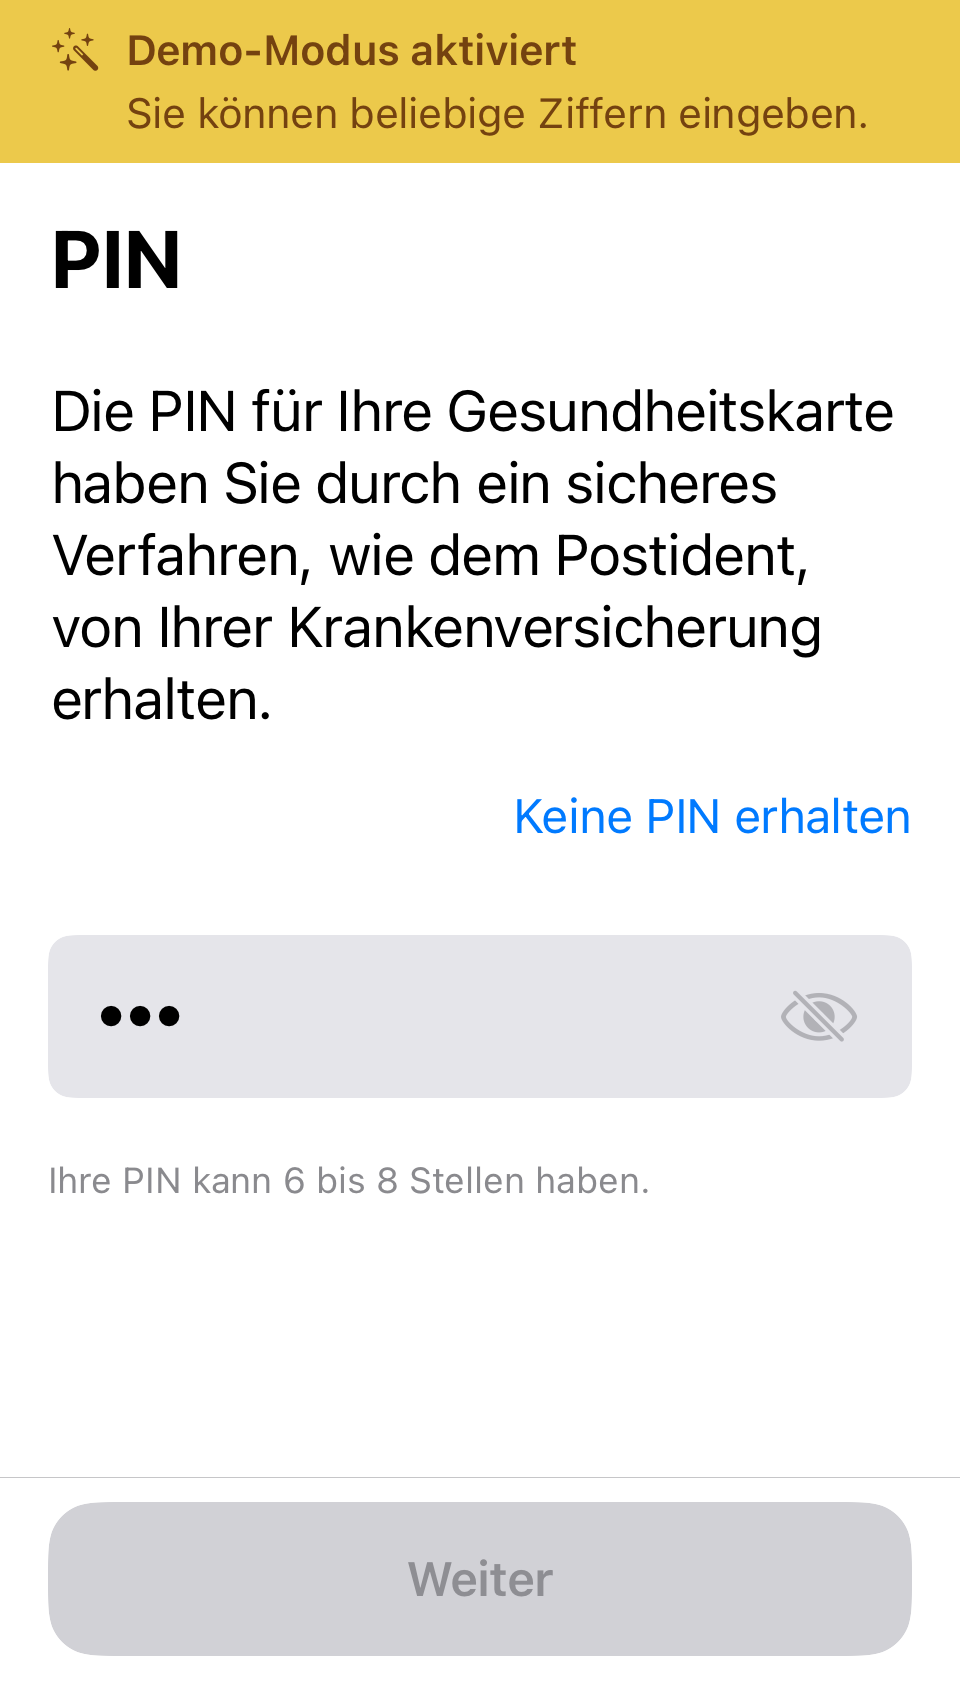 Demo-Modus aktiviert
Sie können beliebige Ziffern eingeben.
PIN
Die PIN für Ihre Gesundheitskarte
haben Sie durch ein sicheres
Verfahren, wie dem Postident,
von Ihrer Krankenversicherung
erhalten.
Keine PIN erhalten
•••
Ihre PIN kann 6 bis 8 Stellen haben.
Weiter